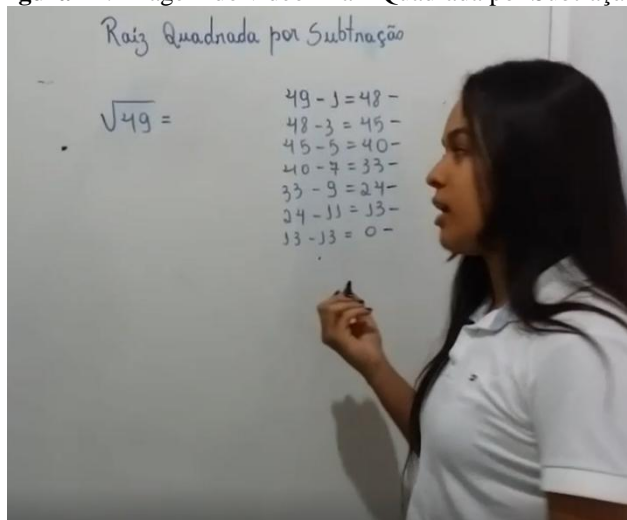 Raiz Quadrada por Subtração
√49 =
49 - 1 = 48 -
48 - 3 = 45 -
45 - 5 = 40 -
40 - 7 = 33 -
33 - 9 = 24 -
24 - 11 = 13 -
13 - 13 = 0 -